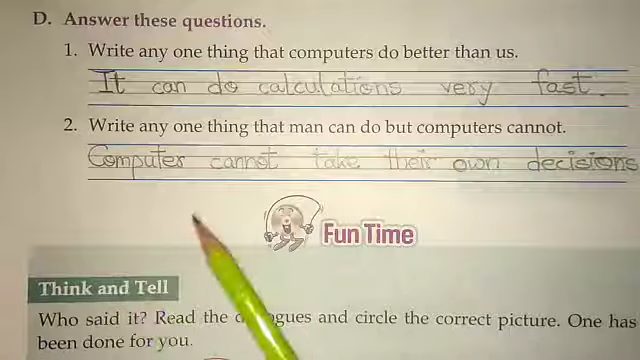 D. Answer these questions.
1. Write any one thing that computers do better than us.
It can do calculations very fast.
2. Write any one thing that man can do but computers cannot.
Computer cannot take their own decisions
Fun Time
Think and Tell
Who said it? Read the gues and circle the correct picture. One has
been done for you.